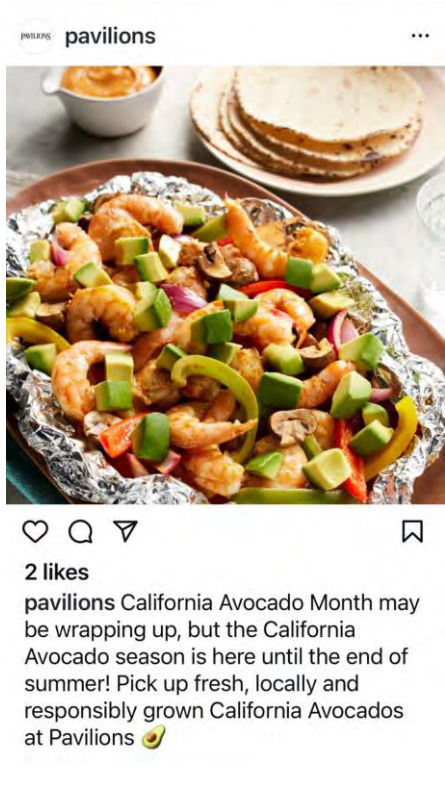 PAVILIONS pavilions
2 likes
pavilions California Avocado Month may
be wrapping up, but the California
Avocado season is here until the end of
summer! Pick up fresh, locally and
responsibly grown California Avocados
at Pavilions 🥑